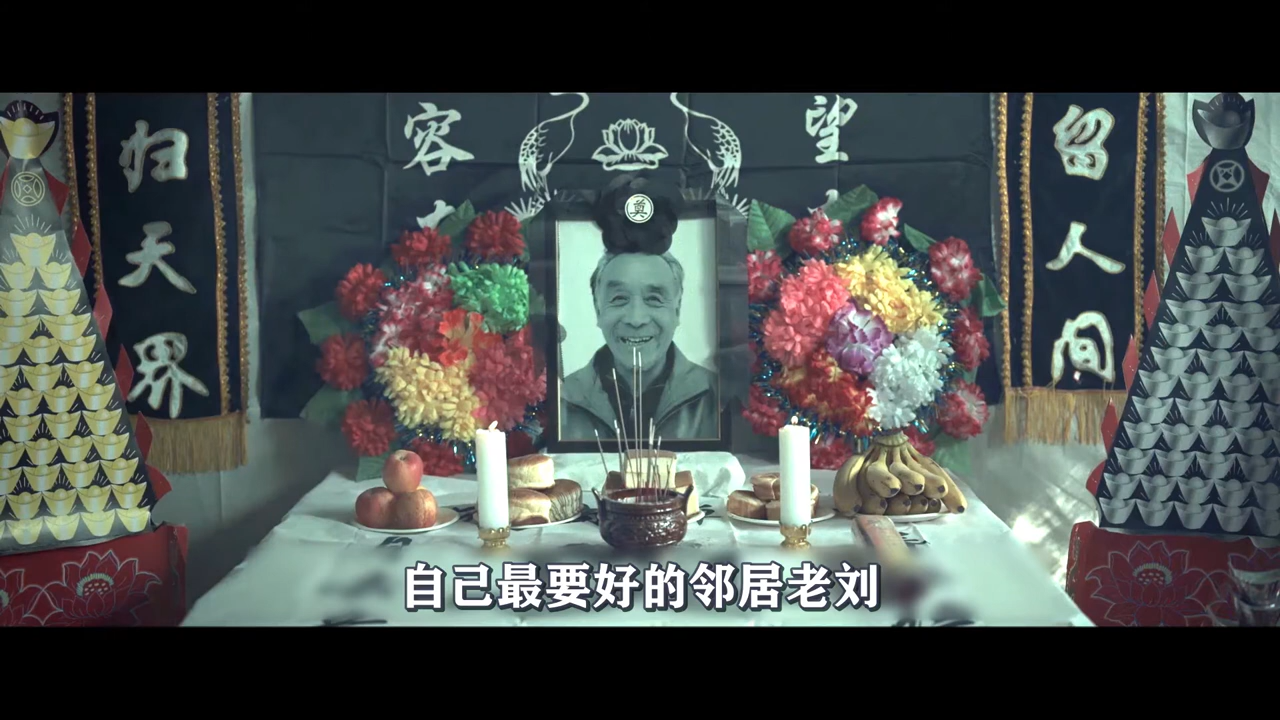 归天界
容
望
留人间
奠
自己最要好的邻居老刘